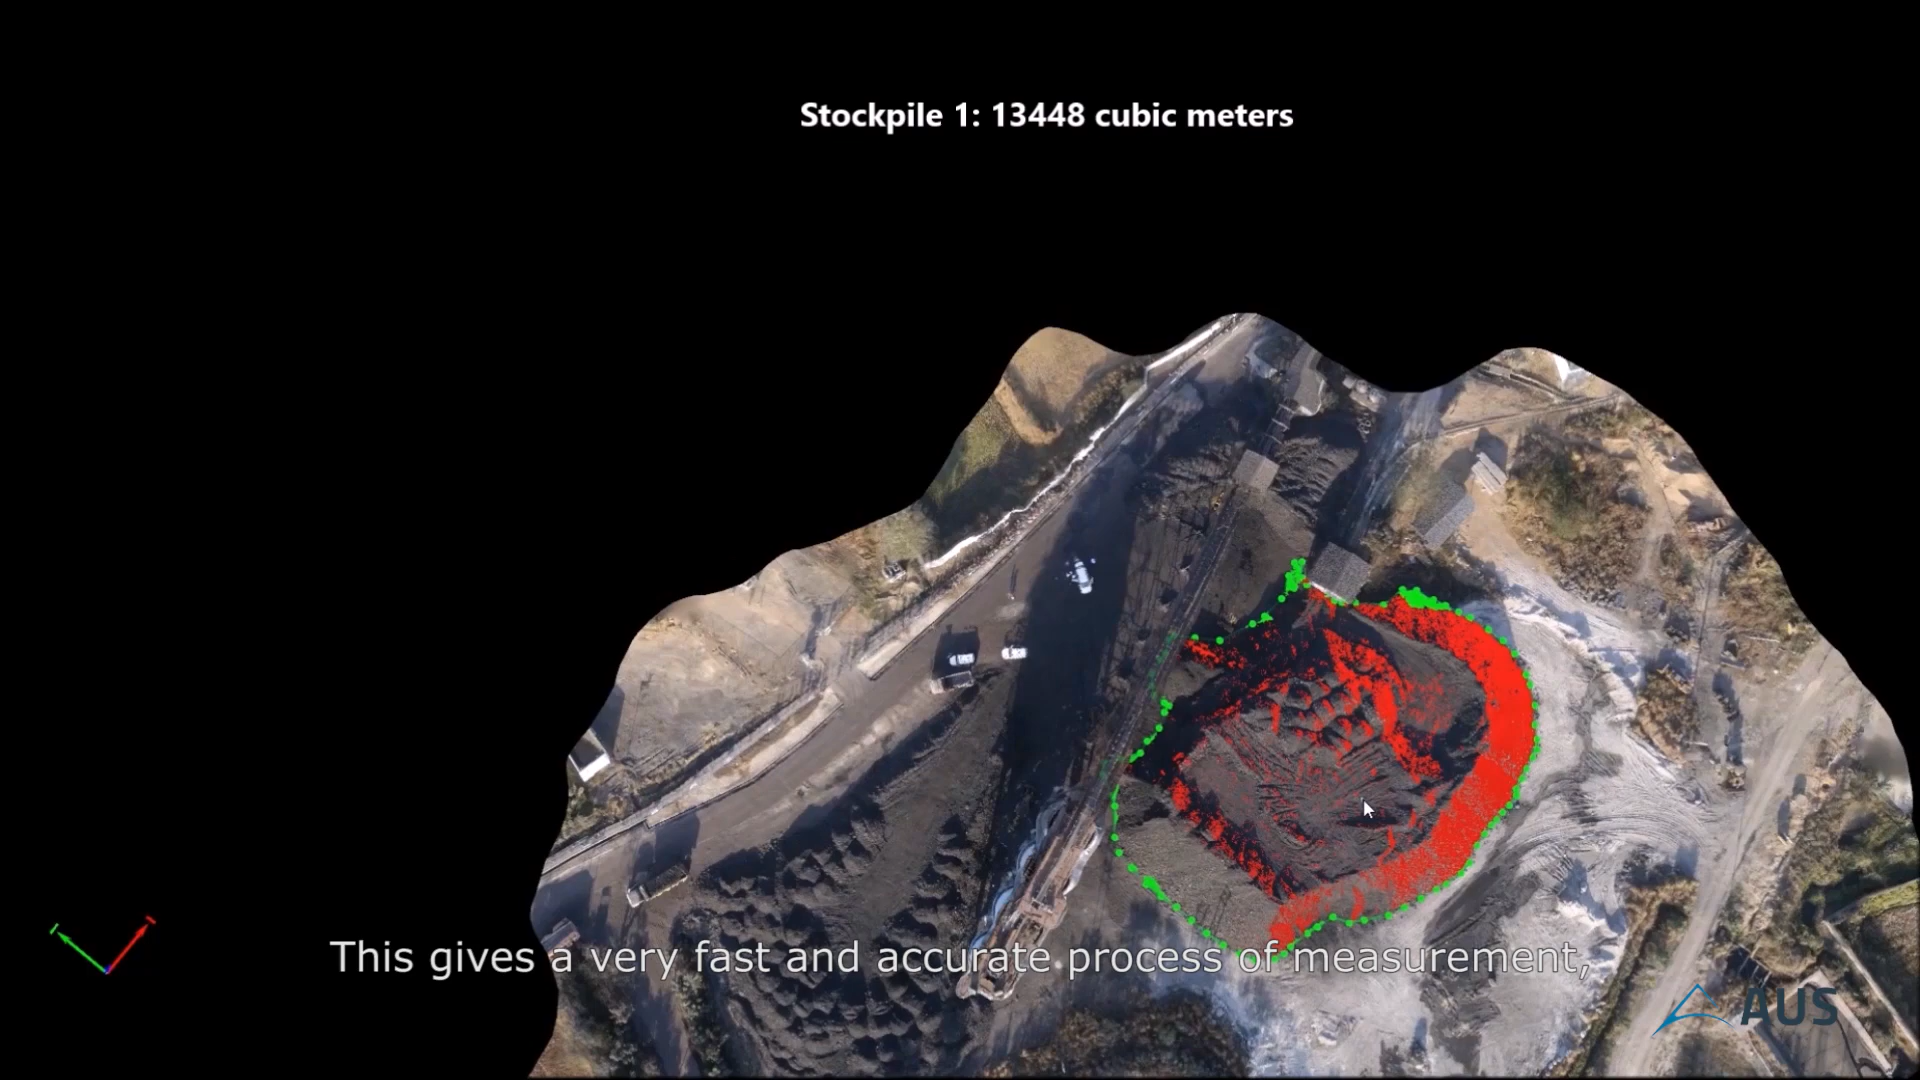 Stockpile 1: 13448 cubic meters
This gives a very fast and accurate process of measurement,
AUS